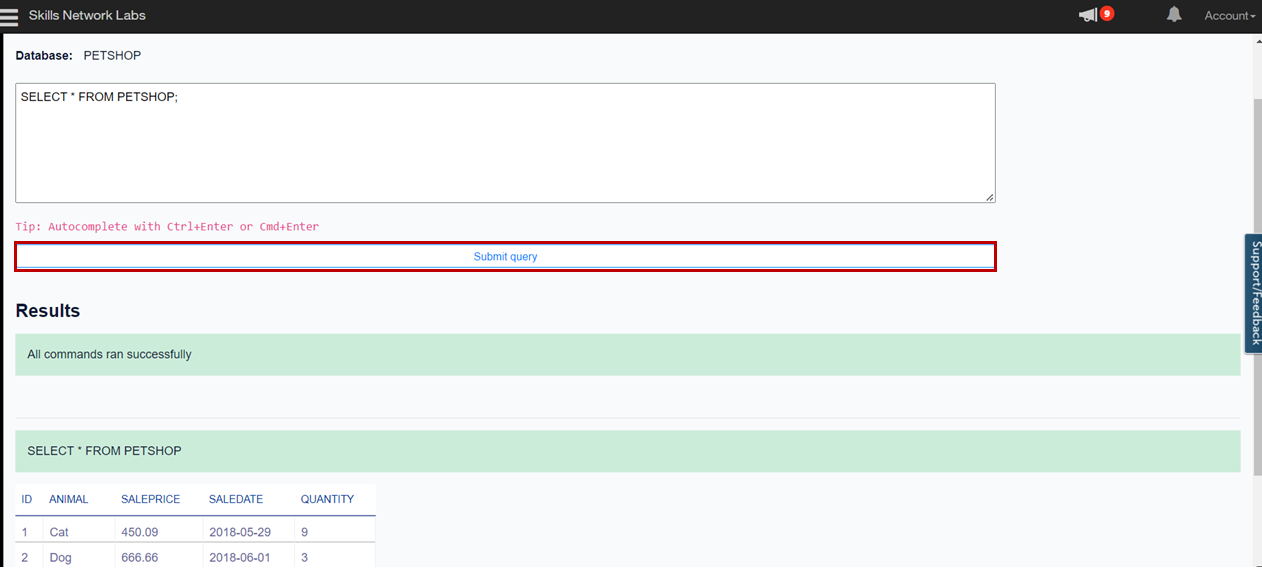 Skills Network Labs 9 Account
Database: PETSHOP
SELECT * FROM PETSHOP;
Tip: Autocomplete with Ctrl+Enter or Cmd+Enter
Submit query
Support/Feedback
Results
All commands ran successfully
SELECT * FROM PETSHOP
ID ANIMAL SALEPRICE SALEDATE QUANTITY
1 Cat 450.09 2018-05-29 9
2 Dog 666.66 2018-06-01 3